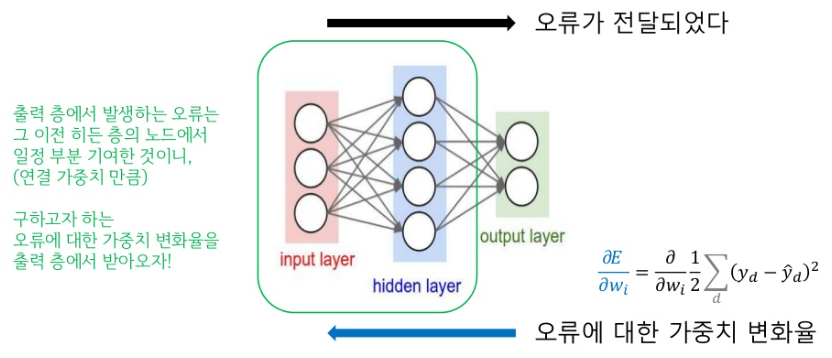 오류가 전달되었다
출력 층에서 발생하는 오류는
그 이전 히든 층의 노드에서
일정 부분 기여한 것이니,
(연결 가중치 만큼)
구하고자 하는
오류에 대한 가중치 변화율을
출력 층에서 받아오자!
input layer
hidden layer
output layer
∂E/∂wᵢ = ∂/∂wᵢ 1/2 ∑_d (y_d − ŷ_d)²
오류에 대한 가중치 변화율